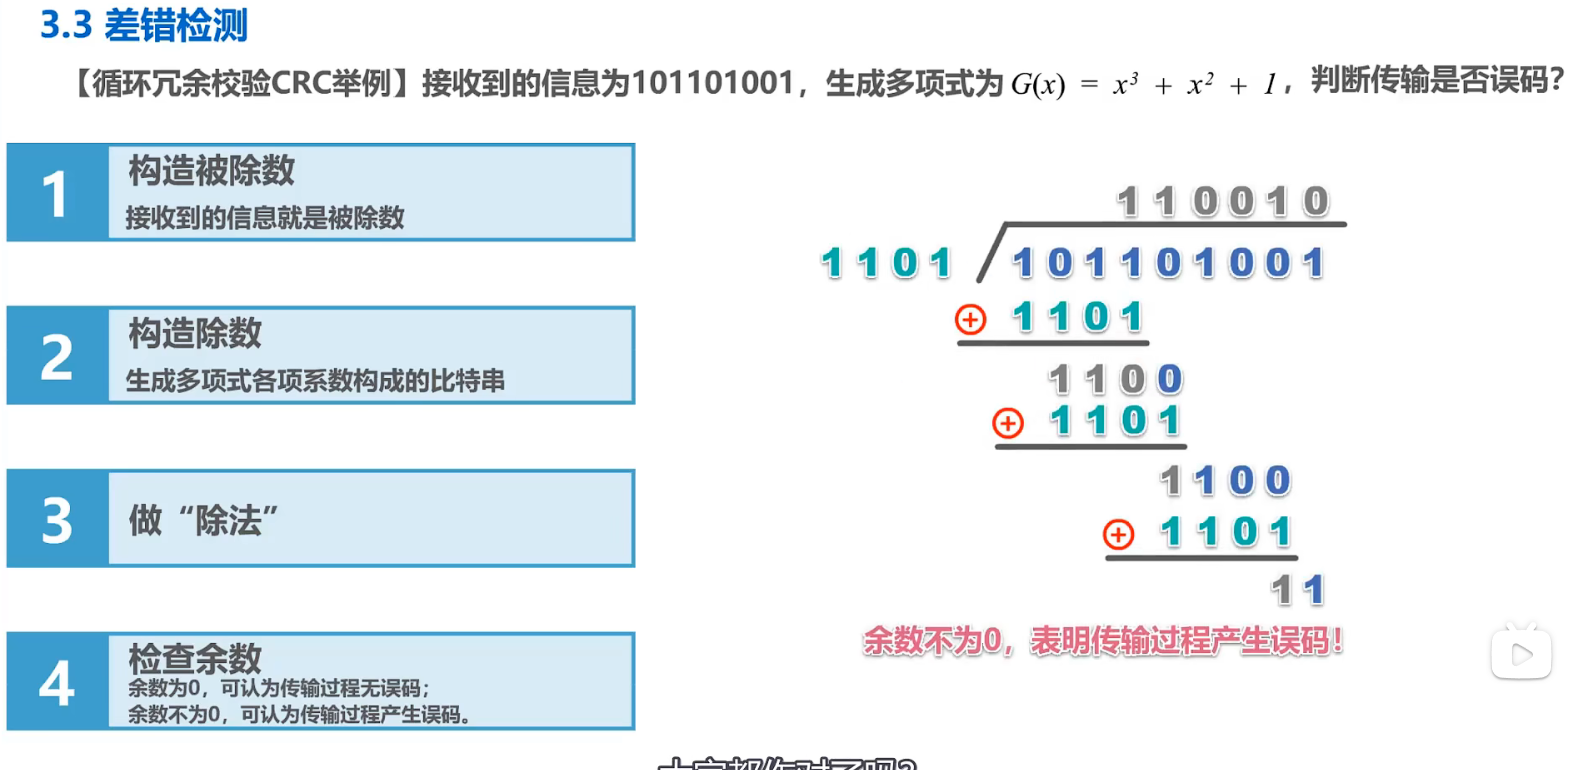 3.3 差错检测
【循环冗余校验CRC举例】接收到的信息为101101001，生成多项式为 G(x) = x³ + x² + 1，判断传输是否误码？
1
构造被除数
接收到的信息就是被除数
2
构造除数
生成多项式各项系数构成的比特串
3
做“除法”
4
检查余数
余数为0，可认为传输过程无误码；
余数不为0，可认为传输过程产生误码。
110010
1101 101101001
1101
1100
1101
1100
1101
11
余数不为0，表明传输过程产生误码！